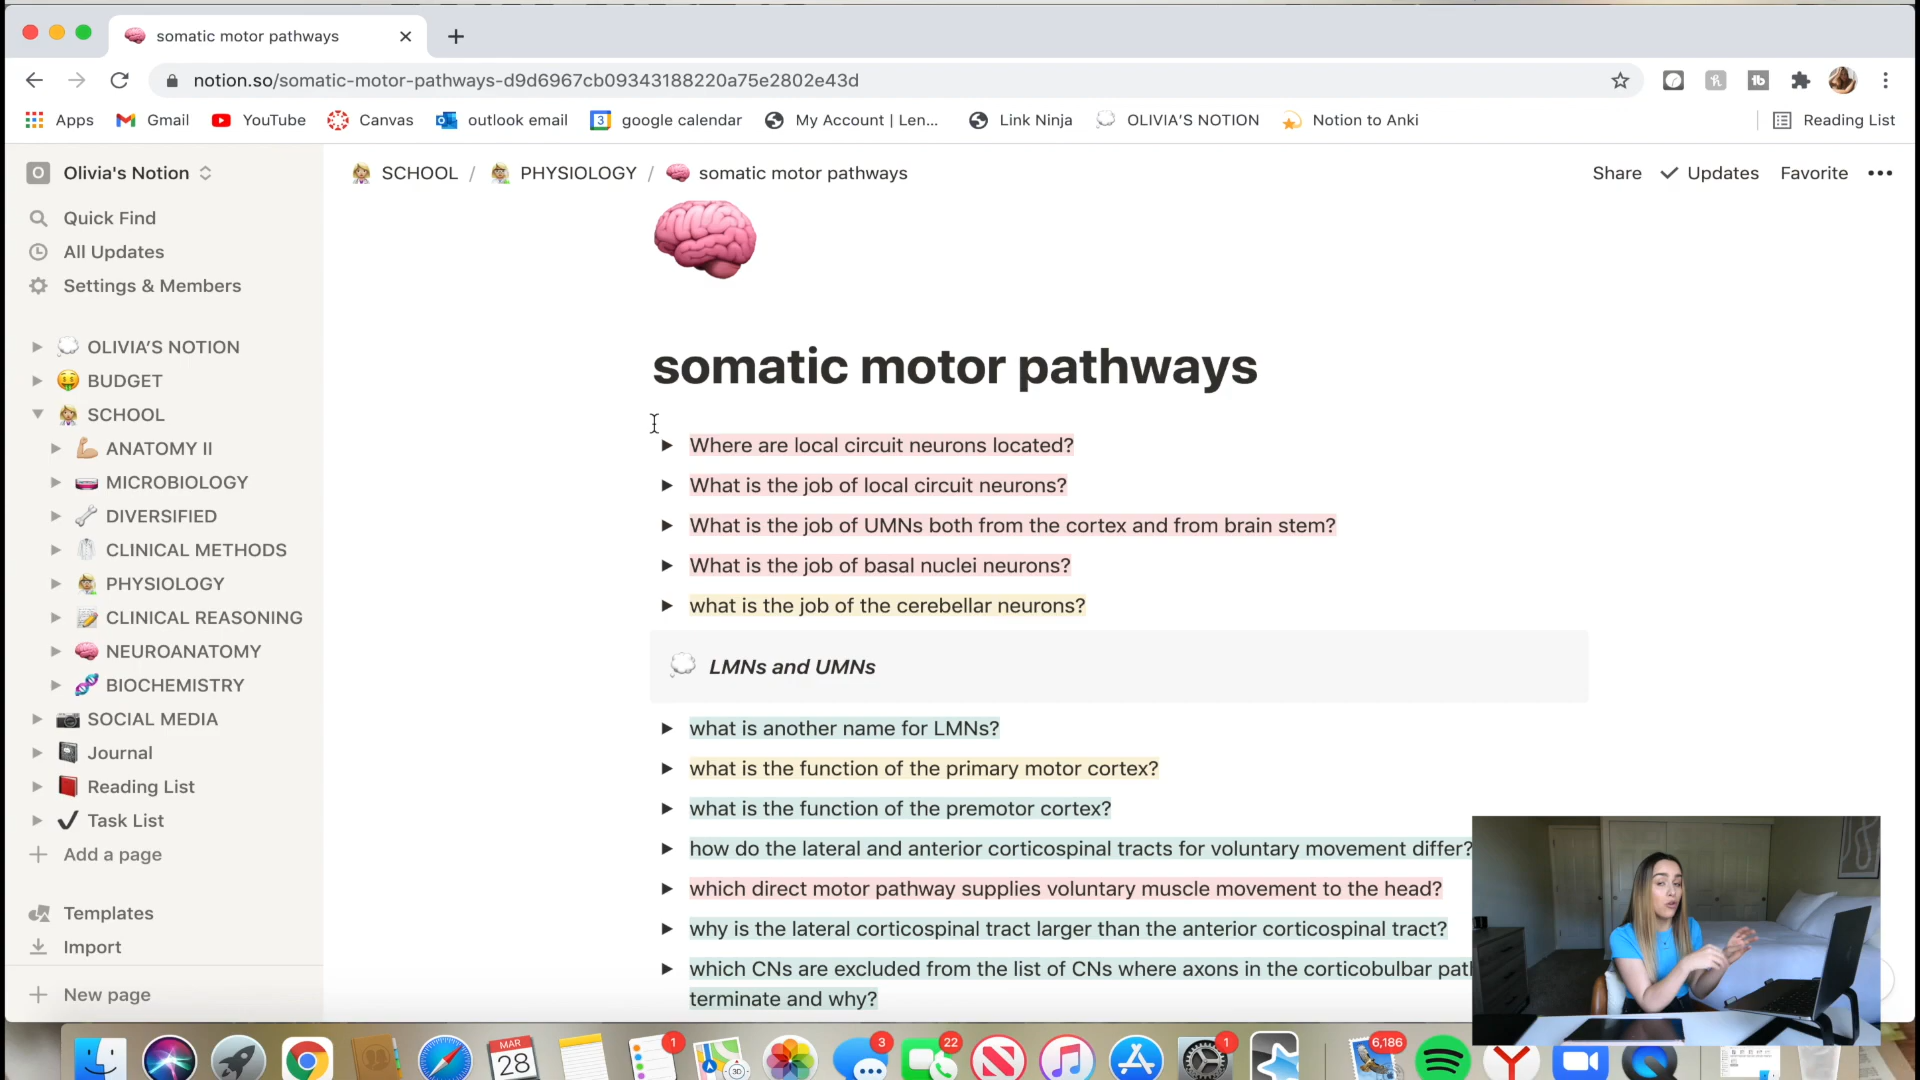 somatic motor pathways
notion.so/somatic-motor-pathways-d9d6967cb09343188220a75e2802e43d
Apps Gmail YouTube Canvas outlook email 3 google calendar My Account | Len... Link Ninja OLIVIA'S NOTION Notion to Anki Reading List
O Olivia's Notion
Quick Find
All Updates
Settings & Members
OLIVIA'S NOTION
BUDGET
SCHOOL
ANATOMY II
MICROBIOLOGY
DIVERSIFIED
CLINICAL METHODS
PHYSIOLOGY
CLINICAL REASONING
NEUROANATOMY
BIOCHEMISTRY
SOCIAL MEDIA
Journal
Reading List
Task List
Add a page
Templates
Import
New page
SCHOOL / PHYSIOLOGY / somatic motor pathways
Share Updates Favorite
somatic motor pathways
Where are local circuit neurons located?
What is the job of local circuit neurons?
What is the job of UMNs both from the cortex and from brain stem?
What is the job of basal nuclei neurons?
what is the job of the cerebellar neurons?
LMNs and UMNs
what is another name for LMNs?
what is the function of the primary motor cortex?
what is the function of the premotor cortex?
how do the lateral and anterior corticospinal tracts for voluntary movement differ?
which direct motor pathway supplies voluntary muscle movement to the head?
why is the lateral corticospinal tract larger than the anterior corticospinal tract?
which CNs are excluded from the list of CNs where axons in the corticobulbar pat
terminate and why?
MAR
28
1
3D
3
22
1
6,186